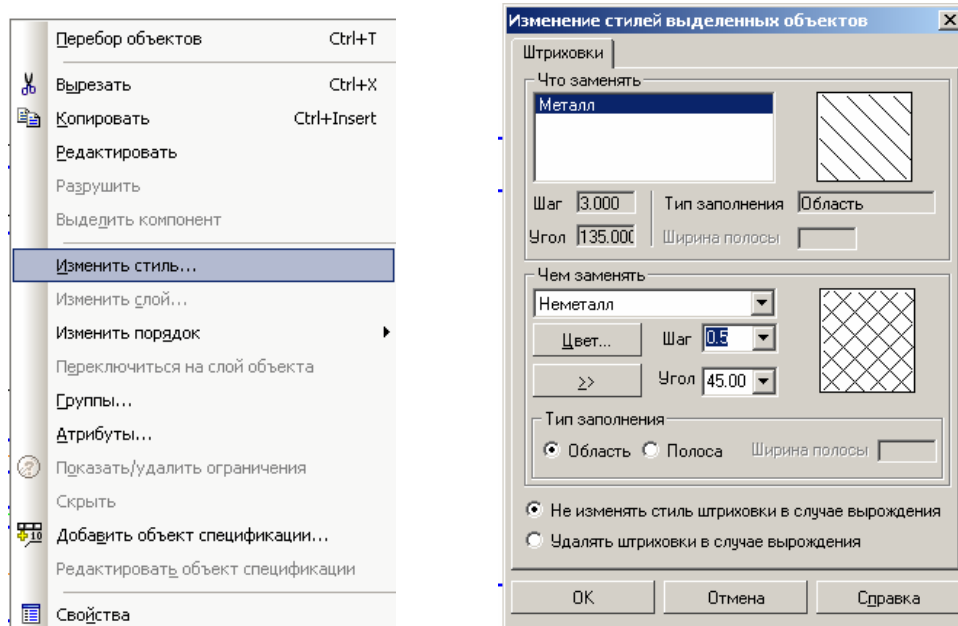 Перебор объектов Ctrl+T
Вырезать Ctrl+X
Копировать Ctrl+Insert
Редактировать
Разрушить
Выделить компонент
Изменить стиль...
Изменить слой...
Изменить порядок
Переключиться на слой объекта
Группы...
Атрибуты...
Показать/удалить ограничения
Скрыть
10 Добавить объект спецификации...
Редактировать объект спецификации
Свойства
Изменение стилей выделенных объектов
Штриховки
Что заменять
Металл
Шаг 3.000 Тип заполнения Область
Угол 135.000 Ширина полосы
Чем заменять
Неметалл
Цвет... Шаг 0.5
>> Угол 45.00
Тип заполнения
Область Полоса Ширина полосы
Не изменять стиль штриховки в случае вырождения
Удалять штриховки в случае вырождения
OK Отмена Справка